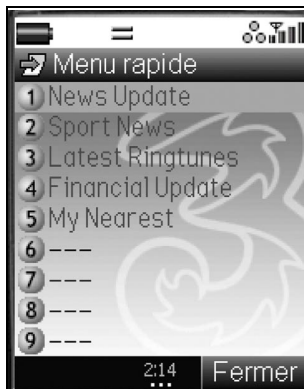 Menu rapide
1 News Update
2 Sport News
3 Latest Ringtunes
4 Financial Update
5 My Nearest
6 ---
7 ---
8 ---
9 ---
2:14 Fermer